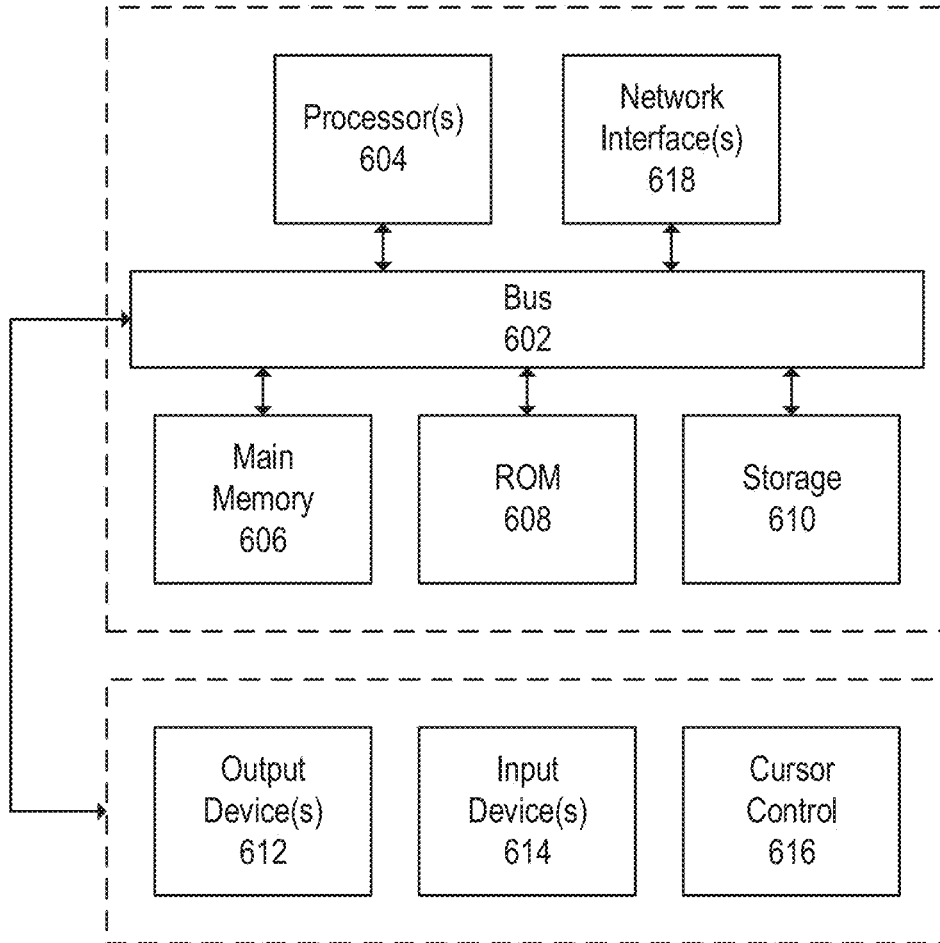 Processor(s)
604
Network
Interface(s)
618
Bus
602
Main
Memory
606
ROM
608
Storage
610
Output
Device(s)
612
Input
Device(s)
614
Cursor
Control
616